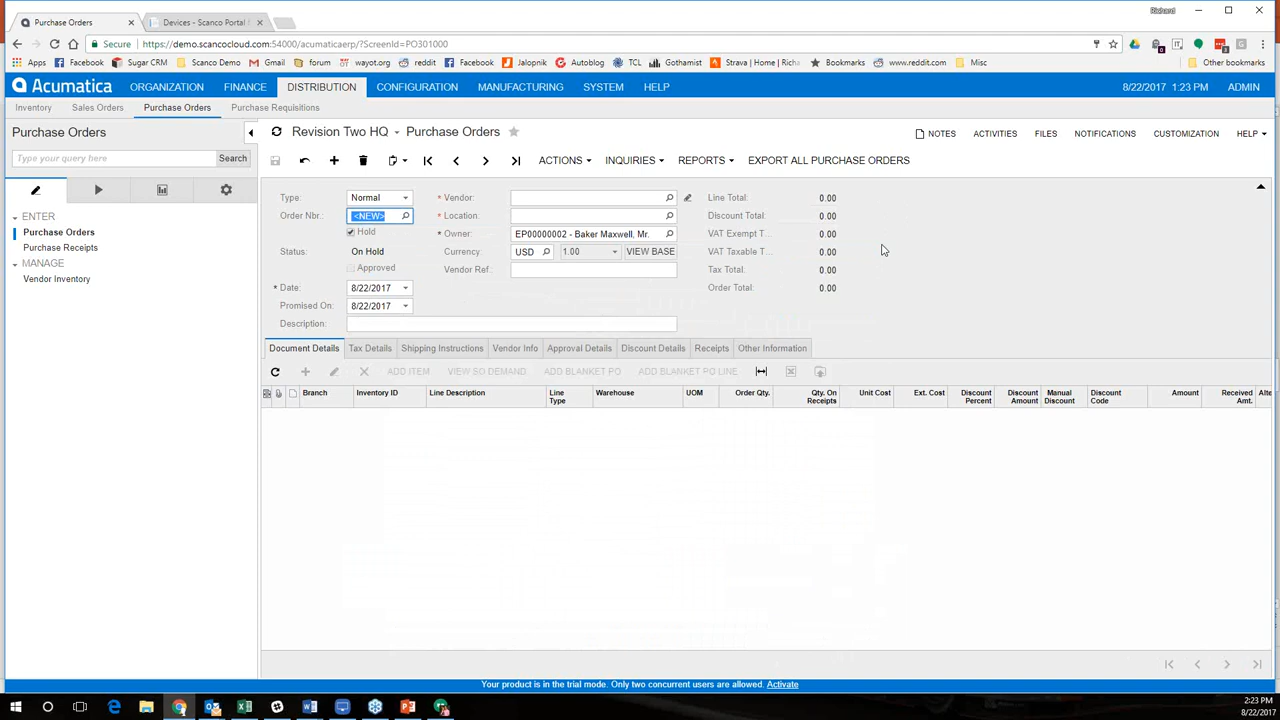 Richard
Purchase Orders
Devices - Scanco Portal
Secure
https://demo.scancocloud.com:54000/acumaticaerp/?ScreenId=PO301000
Apps
Facebook
Sugar CRM
Scanco Demo
Gmail
forum
wayot.org
reddit
Facebook
Jalopnik
Autoblog
TCL
Gothamist
Strava | Home | Richa
Bookmarks
www.reddit.com
Misc
Other bookmarks
Acumatica
ORGANIZATION
FINANCE
DISTRIBUTION
CONFIGURATION
MANUFACTURING
SYSTEM
HELP
8/22/2017 1:23 PM
ADMIN
Inventory
Sales Orders
Purchase Orders
Purchase Requisitions
Purchase Orders
Type your query here
Search
ENTER
Purchase Orders
Purchase Receipts
MANAGE
Vendor Inventory
Revision Two HQ
Purchase Orders
NOTES
ACTIVITIES
FILES
NOTIFICATIONS
CUSTOMIZATION
HELP
ACTIONS
INQUIRIES
REPORTS
EXPORT ALL PURCHASE ORDERS
Type: Normal
* Vendor:
Line Total: 0.00
Order Nbr.: <NEW>
* Location:
Discount Total: 0.00
Hold
* Owner: EP00000002 - Baker Maxwell, Mr.
VAT Exempt T... 0.00
Status: On Hold
Currency: USD 1.00 VIEW BASE
VAT Taxable T... 0.00
Approved
Vendor Ref.:
Tax Total: 0.00
* Date: 8/22/2017
Order Total: 0.00
Promised On: 8/22/2017
Description:
Document Details
Tax Details
Shipping Instructions
Vendor Info
Approval Details
Discount Details
Receipts
Other Information
ADD ITEM
VIEW SO DEMAND
ADD BLANKET PO
ADD BLANKET PO LINE
Branch
Inventory ID
Line Description
Line
Type
Warehouse
UOM
Order Qty.
Qty. On
Receipts
Unit Cost
Ext. Cost
Discount
Percent
Discount
Amount
Manual
Discount
Discount
Code
Amount
Received
Amt.
Alte
Your product is in the trial mode. Only two concurrent users are allowed. Activate
2:23 PM
8/22/2017